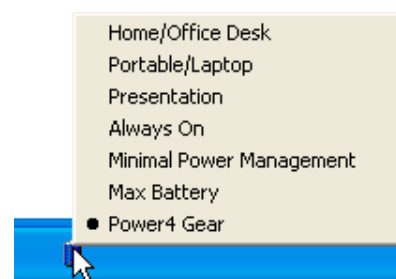 Home/Office Desk
Portable/Laptop
Presentation
Always On
Minimal Power Management
Max Battery
Power4 Gear